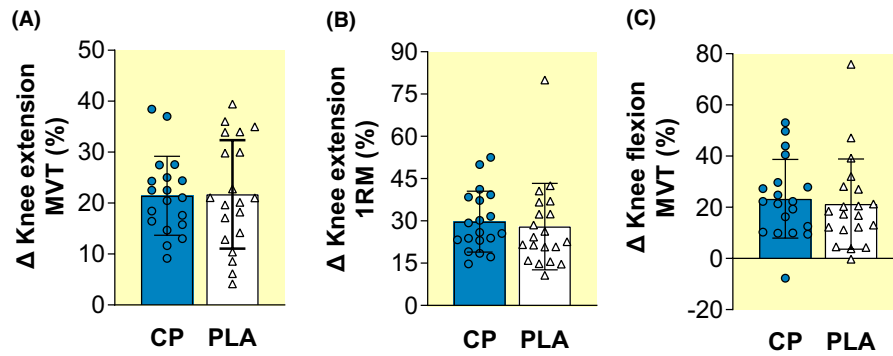 (A)
Δ Knee extension
MVT (%)
50
40
30
20
10
0
CP PLA
(B)
Δ Knee extension
1RM (%)
90
75
60
45
30
15
0
CP PLA
(C)
Δ Knee flexion
MVT (%)
80
60
40
20
0
-20
CP PLA